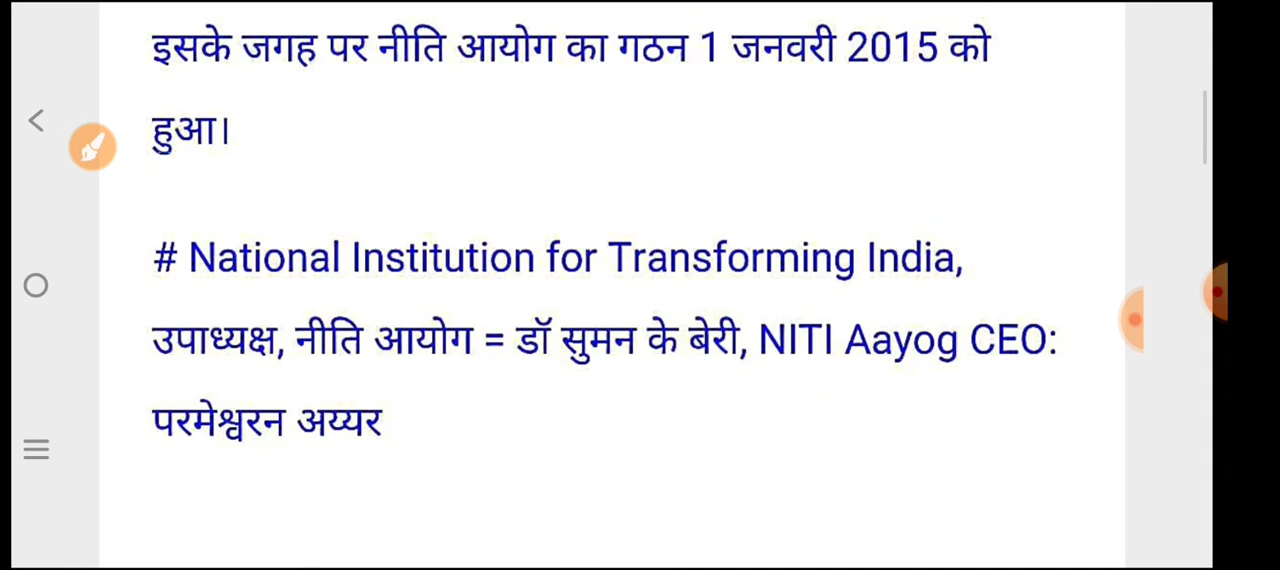 इसके जगह पर नीति आयोग का गठन 1 जनवरी 2015 को
हुआ।
# National Institution for Transforming India,
उपाध्यक्ष, नीति आयोग = डॉ सुमन के बेरी, NITI Aayog CEO:
परमेश्वरन अय्यर